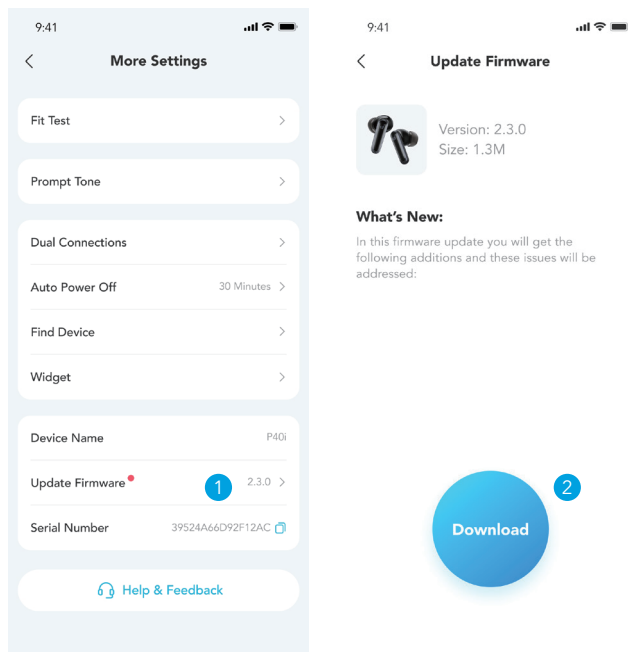 9:41
More Settings
Fit Test
Prompt Tone
Dual Connections
Auto Power Off 30 Minutes
Find Device
Widget
Device Name P40i
Update Firmware 1 2.3.0
Serial Number 39524A66D92F12AC
Help & Feedback
9:41
Update Firmware
Version: 2.3.0
Size: 1.3M
What's New:
In this firmware update you will get the
following additions and these issues will be
addressed:
2
Download